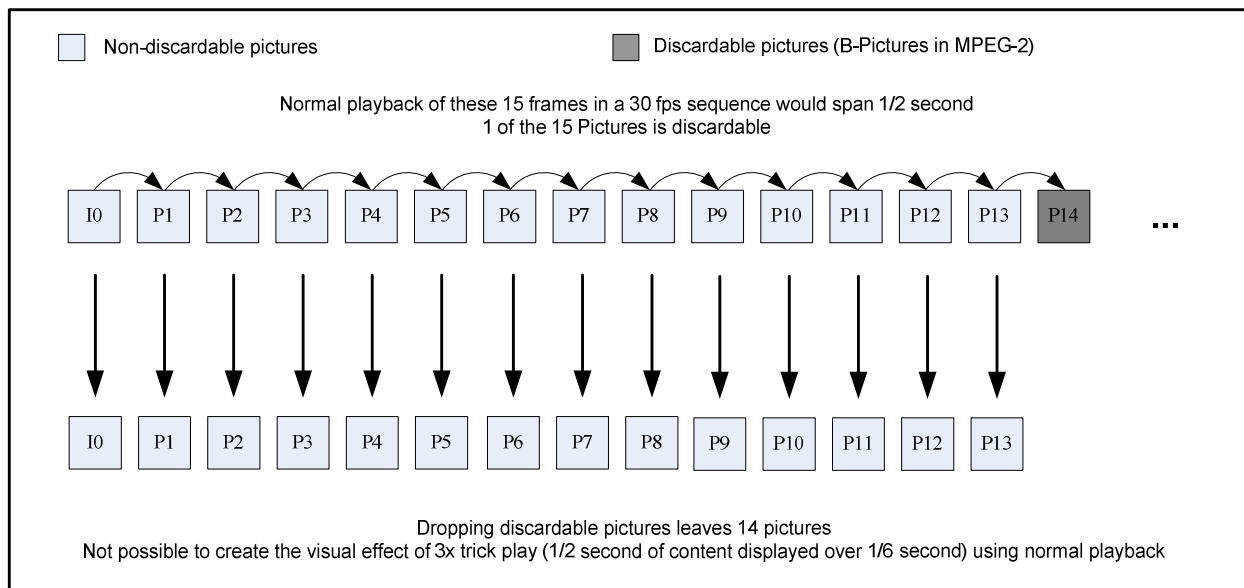 Non-discardable pictures
Discardable pictures (B-Pictures in MPEG-2)
Normal playback of these 15 frames in a 30 fps sequence would span 1/2 second
1 of the 15 Pictures is discardable
I0 P1 P2 P3 P4 P5 P6 P7 P8 P9 P10 P11 P12 P13 P14 ...
I0 P1 P2 P3 P4 P5 P6 P7 P8 P9 P10 P11 P12 P13
Dropping discardable pictures leaves 14 pictures
Not possible to create the visual effect of 3x trick play (1/2 second of content displayed over 1/6 second) using normal playback